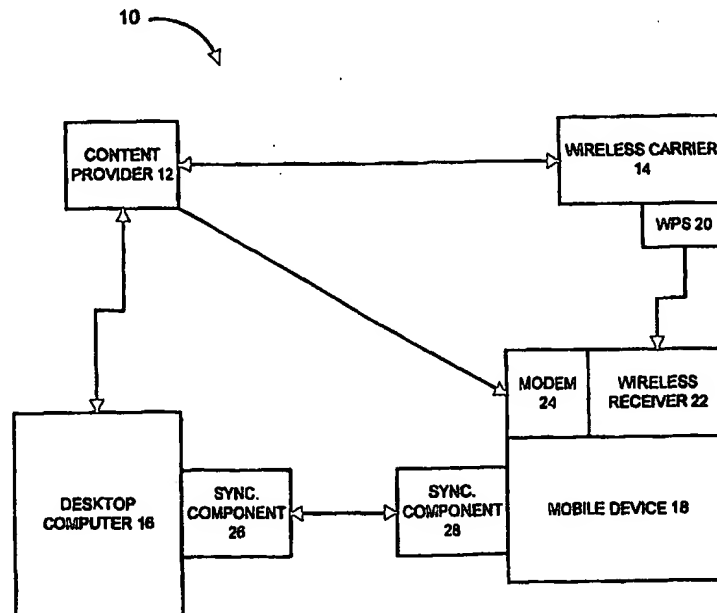 10
CONTENT
PROVIDER 12
WIRELESS CARRIER
14
WPS 20
MODEM
24
WIRELESS
RECEIVER 22
DESKTOP
COMPUTER 16
SYNC.
COMPONENT
26
SYNC.
COMPONENT
28
MOBILE DEVICE 18